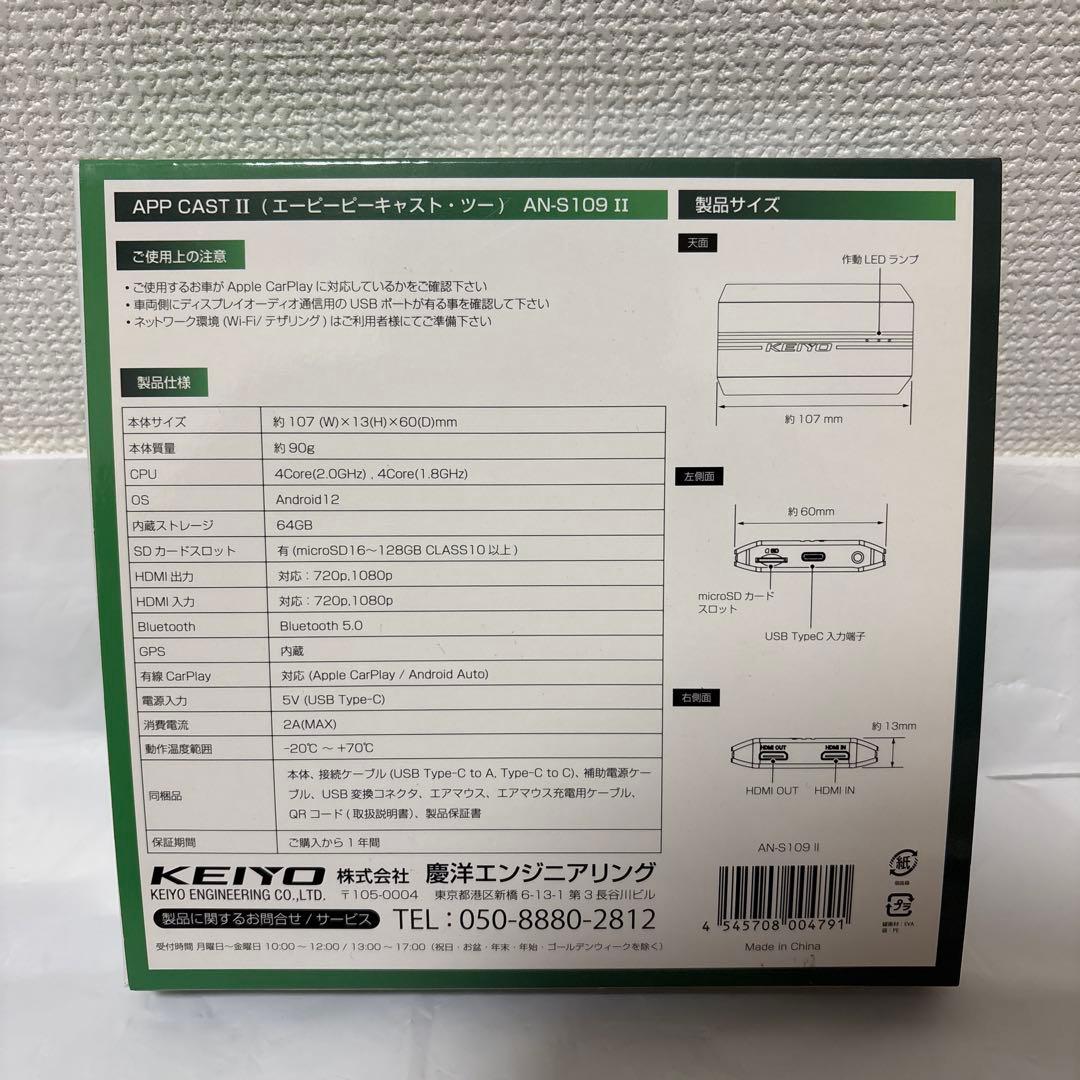 APP CAST II (エーピーピーキャスト・ツー) AN-S109 II
ご使用上の注意
・ご使用するお車が Apple CarPlay に対応しているかをご確認下さい
・車両側にディスプレイオーディオ通信用の USB ポートが有る事を確認して下さい
・ネットワーク環境 (Wi-Fi/ テザリング) はご利用者様にてご準備下さい
製品仕様
本体サイズ 約 107 (W)×13(H)×60(D)mm
本体質量 約 90g
CPU 4Core(2.0GHz) , 4Core(1.8GHz)
OS Android12
内蔵ストレージ 64GB
SD カードスロット 有 (microSD16～128GB CLASS10 以上)
HDMI 出力 対応：720p,1080p
HDMI 入力 対応：720p,1080p
Bluetooth Bluetooth 5.0
GPS 内蔵
有線 CarPlay 対応 (Apple CarPlay / Android Auto)
電源入力 5V (USB Type-C)
消費電流 2A(MAX)
動作温度範囲 -20℃ ～ +70℃
同梱品 本体、接続ケーブル (USB Type-C to A, Type-C to C)、補助電源ケー
ブル、USB 変換コネクタ、エアマウス、エアマウス充電用ケーブル、
QR コード ( 取扱説明書)、製品保証書
保証期間 ご購入から 1 年間
KEIYO 株式会社 慶洋エンジニアリング
KEIYO ENGINEERING CO.,LTD. 〒105-0004 東京都港区新橋 6-13-1 第 3 長谷川ビル
製品に関するお問合せ / サービス TEL：050-8880-2812
受付時間 月曜日～金曜日 10:00～12:00 / 13:00～17:00（祝日・お盆・年末・年始・ゴールデンウィークを除く）
製品サイズ
天面
作動 LED ランプ
KEIYO
約 107 mm
左側面
約 60mm
microSD カード
スロット
USB TypeC 入力端子
右側面
約 13mm
HDMI OUT HDMI IN
HDMI OUT HDMI IN
AN-S109 II
4 545708 004791
Made in China
紙
個装箱
プラ
緩衝材：EVA
袋：PE